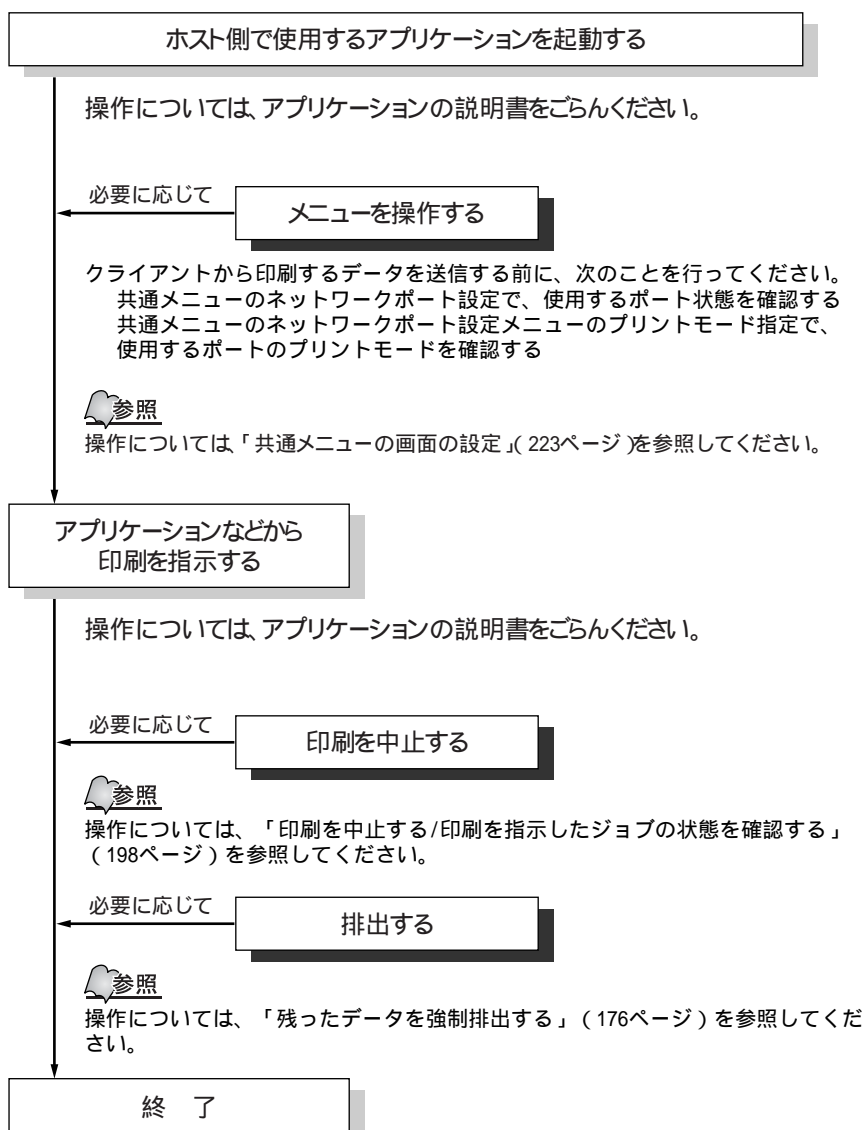 ホスト側で使用するアプリケーションを起動する
操作については、アプリケーションの説明書をごらんください。
必要に応じて
メニューを操作する
クライアントから印刷するデータを送信する前に、次のことを行ってください。
共通メニューのネットワークポート設定で、使用するポート状態を確認する
共通メニューのネットワークポート設定メニューのプリントモード指定で、
使用するポートのプリントモードを確認する
参照
操作については、「共通メニューの画面の設定」(223ページ)を参照してください。
アプリケーションなどから
印刷を指示する
操作については、アプリケーションの説明書をごらんください。
必要に応じて
印刷を中止する
参照
操作については、「印刷を中止する/印刷を指示したジョブの状態を確認する」
(198ページ)を参照してください。
必要に応じて
排出する
参照
操作については、「残ったデータを強制排出する」(176ページ)を参照してくだ
さい。
終 了